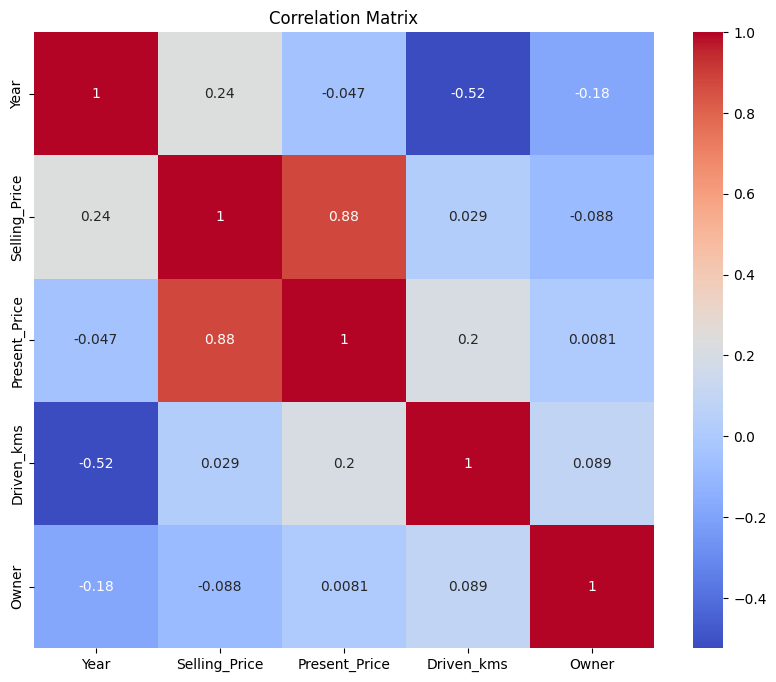 Correlation Matrix
Year 1 0.24 -0.047 -0.52 -0.18
Selling_Price 0.24 1 0.88 0.029 -0.088
Present_Price -0.047 0.88 1 0.2 0.0081
Driven_kms -0.52 0.029 0.2 1 0.089
Owner -0.18 -0.088 0.0081 0.089 1
Year Selling_Price Present_Price Driven_kms Owner
1.0
0.8
0.6
0.4
0.2
0.0
−0.2
−0.4